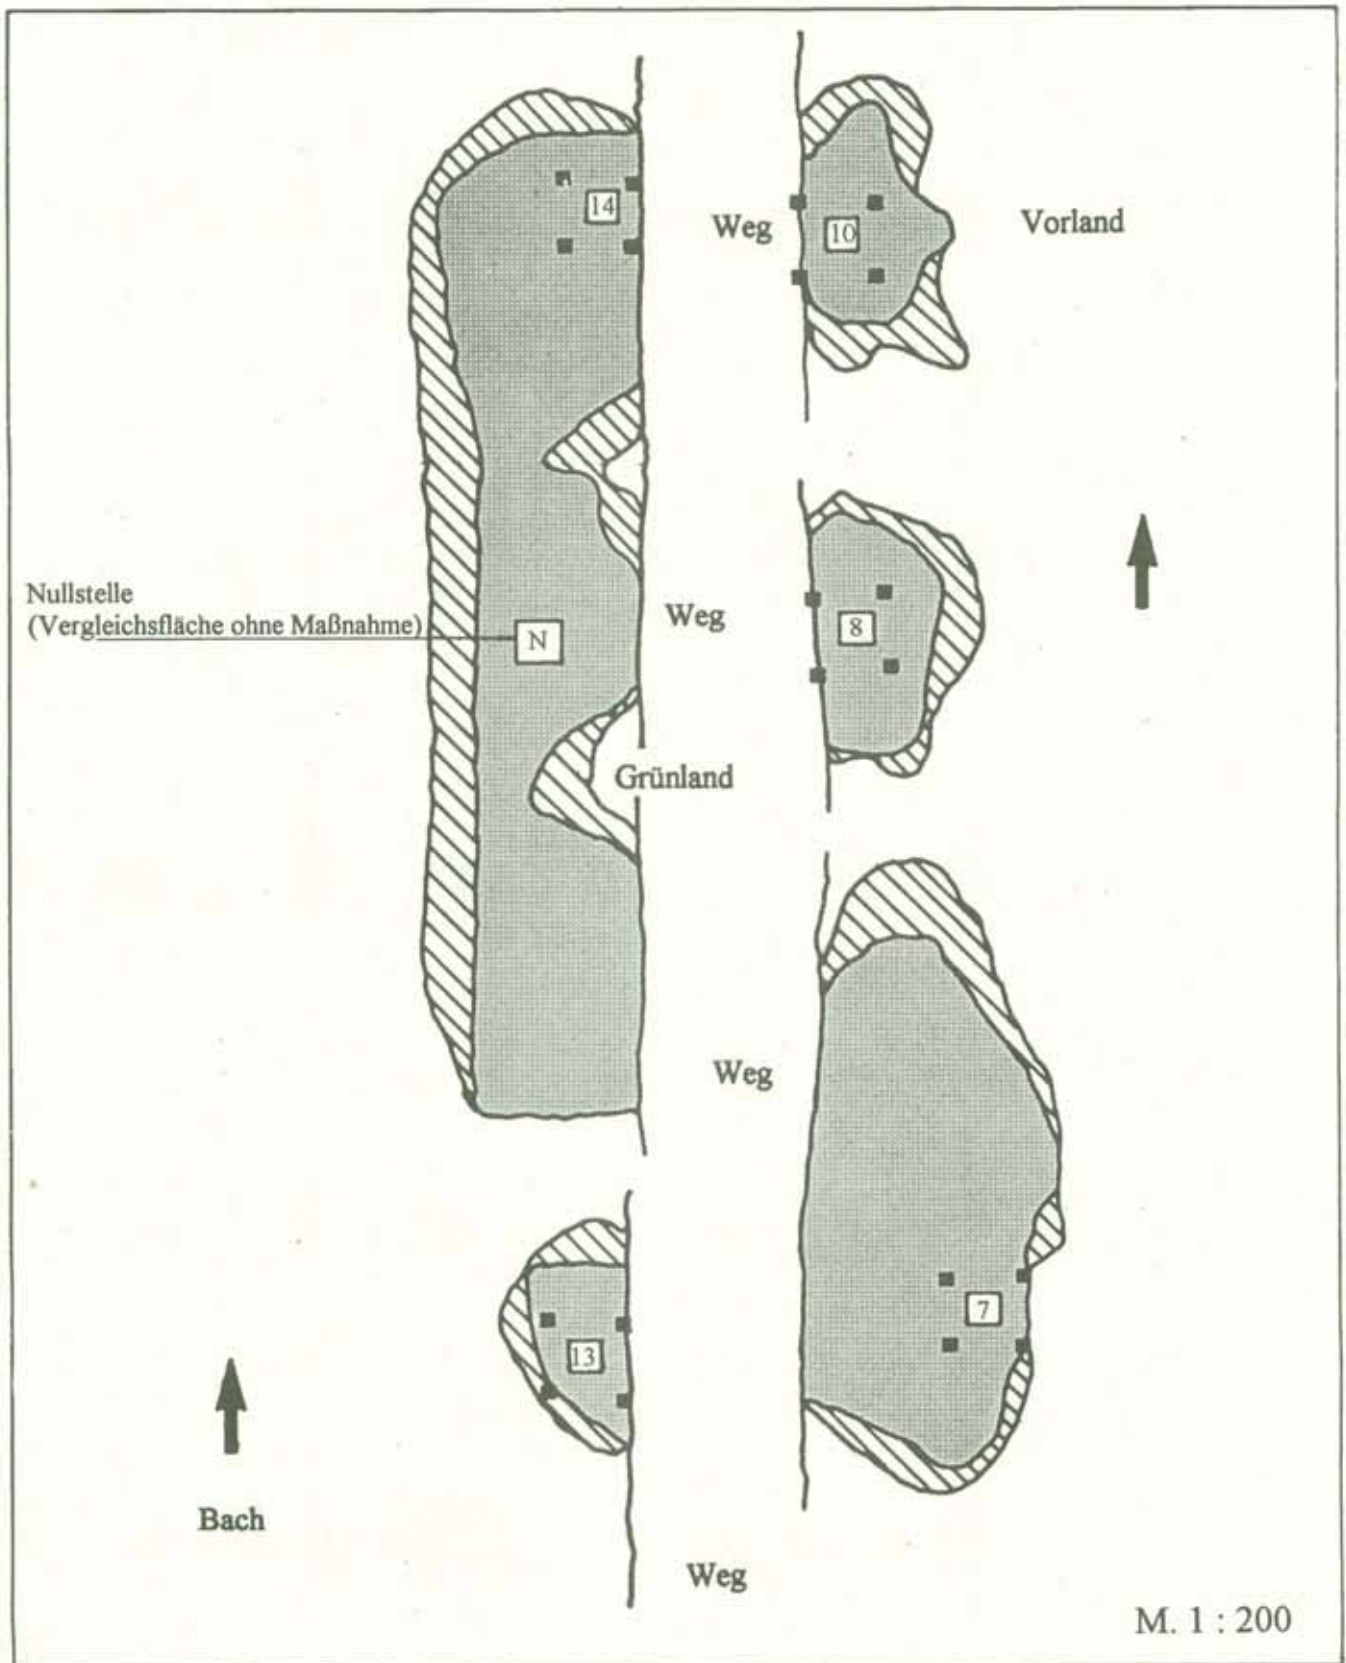 14
Weg
10
Vorland
Nullstelle
(Vergleichsfläche ohne Maßnahme)
N
Weg
8
Grünland
Weg
7
13
Bach
Weg
M. 1 : 200